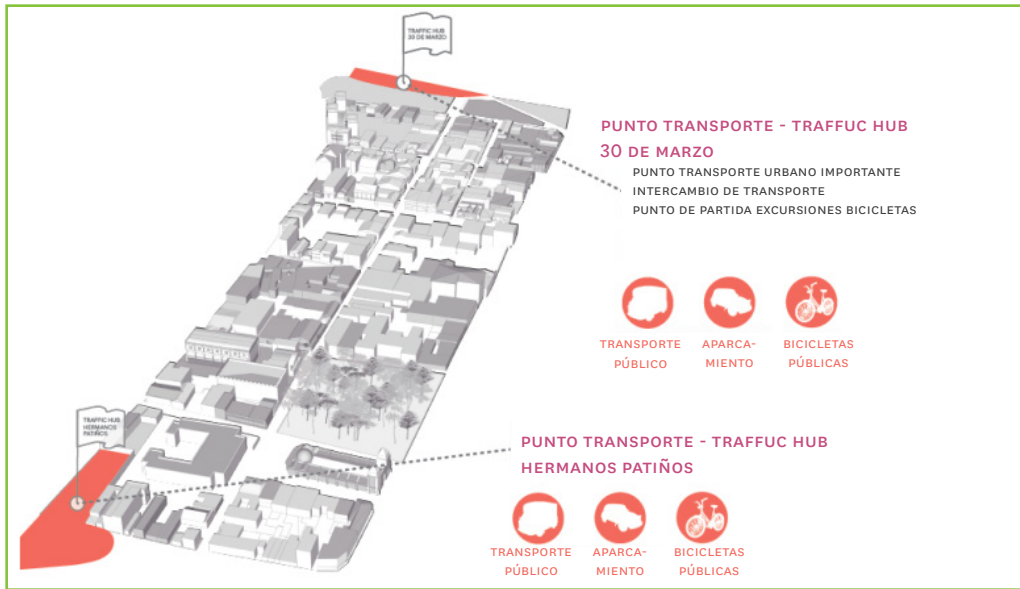 TRAFFIC HUB
30 DE MARZO
PUNTO TRANSPORTE - TRAFFUC HUB
30 DE MARZO
PUNTO TRANSPORTE URBANO IMPORTANTE
INTERCAMBIO DE TRANSPORTE
PUNTO DE PARTIDA EXCURSIONES BICICLETAS
TRANSPORTE
PÚBLICO
APARCA-
MIENTO
BICICLETAS
PÚBLICAS
TRAFFIC HUB
HERMANOS
PATIÑOS
PUNTO TRANSPORTE - TRAFFUC HUB
HERMANOS PATIÑOS
TRANSPORTE
PÚBLICO
APARCA-
MIENTO
BICICLETAS
PÚBLICAS